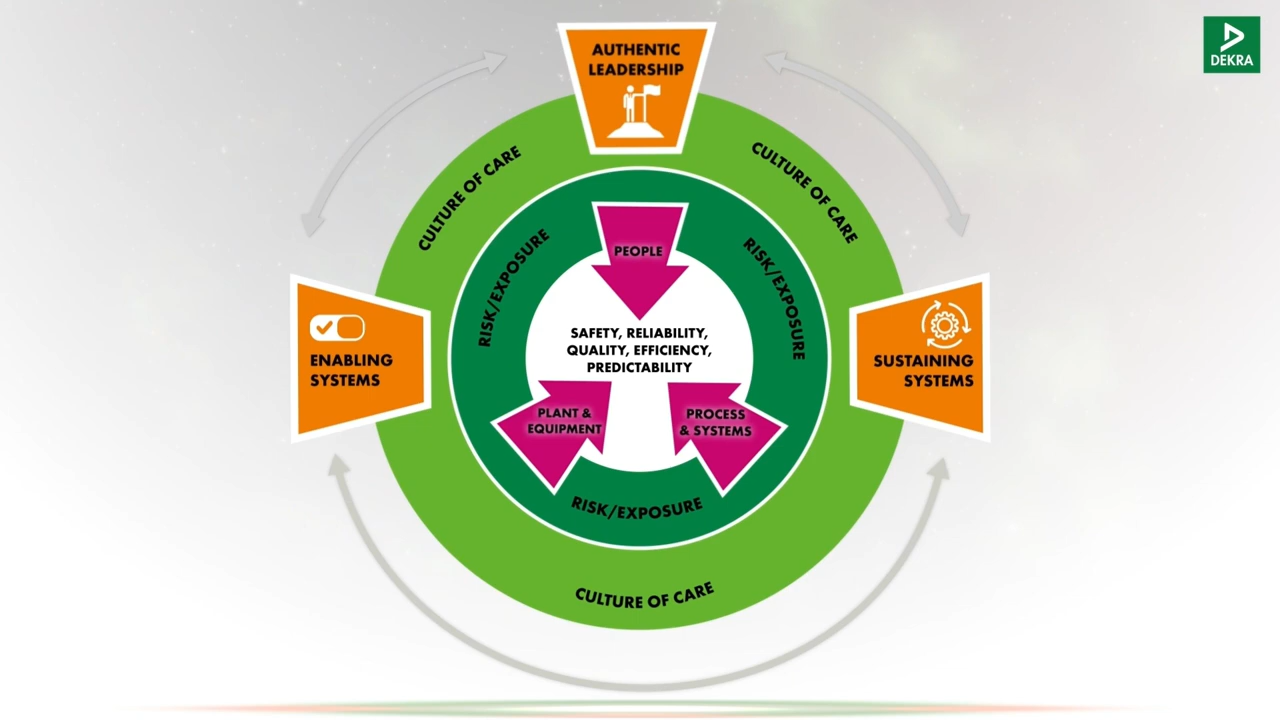 AUTHENTIC
LEADERSHIP
DEKRA
CULTURE OF CARE
CULTURE OF CARE
RISK/EXPOSURE
PEOPLE
RISK/EXPOSURE
SAFETY, RELIABILITY,
QUALITY, EFFICIENCY,
PREDICTABILITY
ENABLING
SYSTEMS
SUSTAINING
SYSTEMS
PLANT &
EQUIPMENT
PROCESS
& SYSTEMS
RISK/EXPOSURE
CULTURE OF CARE